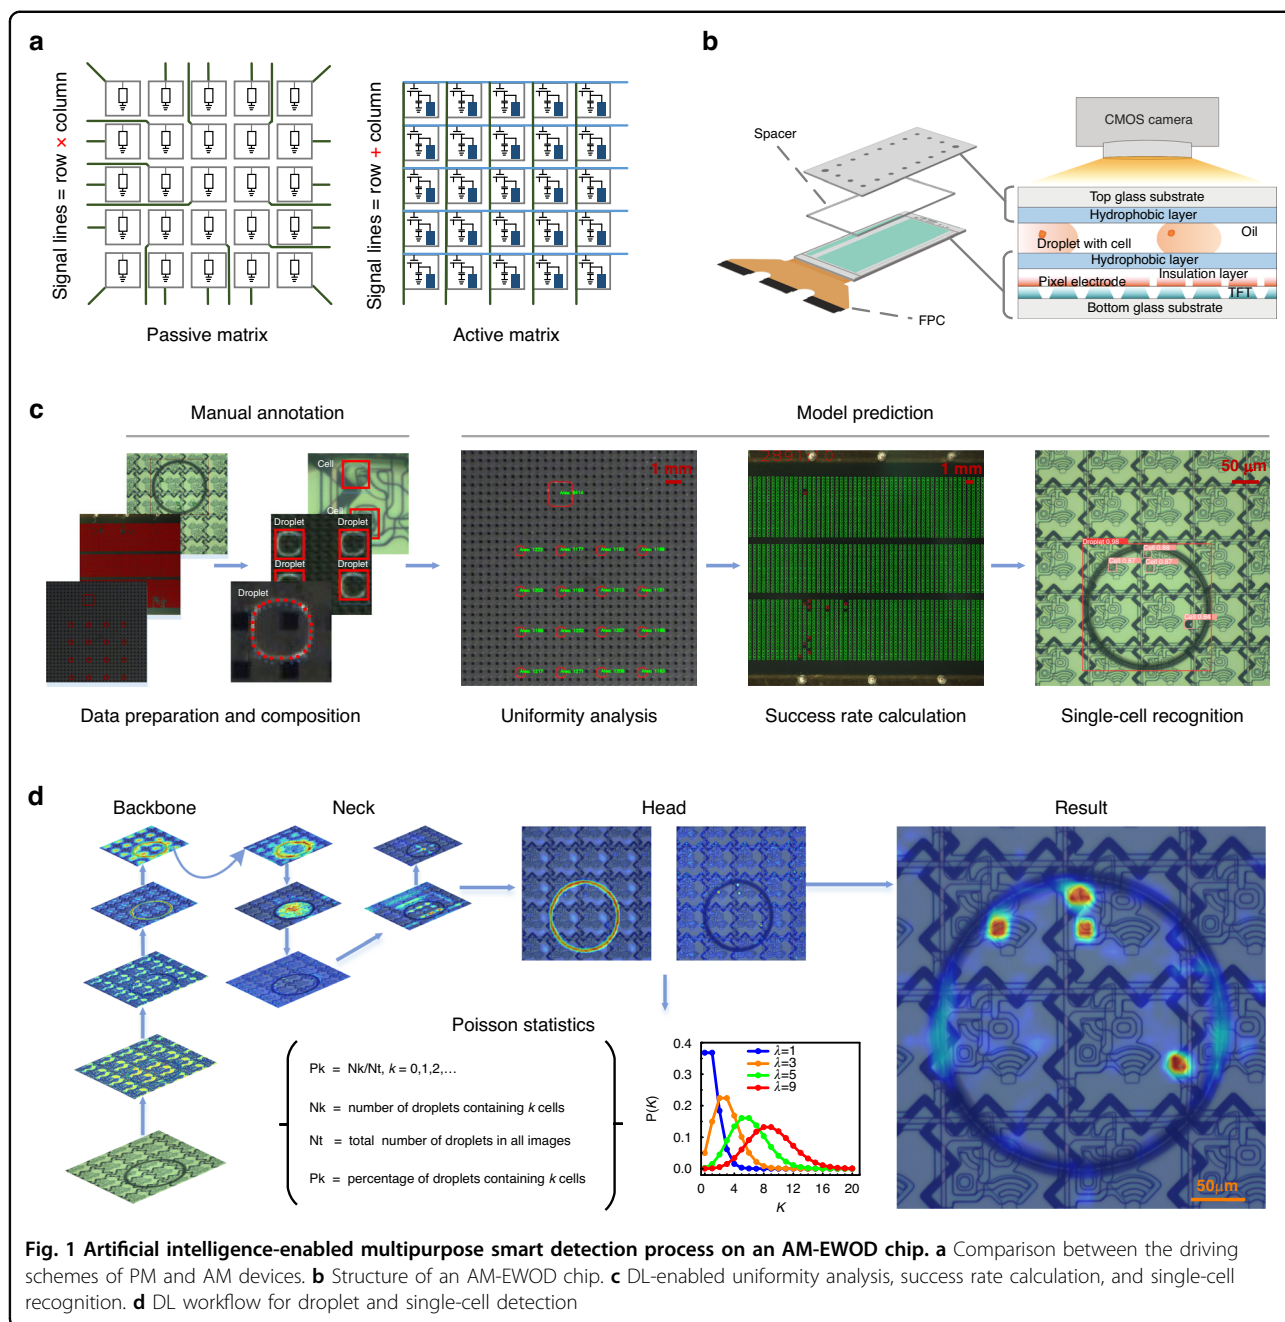 a
Signal lines = row × column
Passive matrix
Signal lines = row + column
Active matrix
b
Spacer
FPC
CMOS camera
Top glass substrate
Hydrophobic layer
Oil
Droplet with cell
Hydrophobic layer
Insulation layer
Pixel electrode
TFT
Bottom glass substrate
c
Manual annotation
Model prediction
Cell
Cell
Droplet Droplet
Droplet Droplet
Droplet
1 mm
1 mm
50 µm
Droplet 0.98
Data preparation and composition
Uniformity analysis
Success rate calculation
Single-cell recognition
d
Backbone
Neck
Head
Result
Poisson statistics
Pk = Nk/Nt, k = 0,1,2,...
Nk = number of droplets containing k cells
Nt = total number of droplets in all images
Pk = percentage of droplets containing k cells
P(K)
0.4
0.3
0.2
0.1
0.0
λ=1
λ=3
λ=5
λ=9
0 4 8 12 16 20
K
50µm
Fig. 1 Artificial intelligence-enabled multipurpose smart detection process on an AM-EWOD chip. a Comparison between the driving
schemes of PM and AM devices. b Structure of an AM-EWOD chip. c DL-enabled uniformity analysis, success rate calculation, and single-cell
recognition. d DL workflow for droplet and single-cell detection